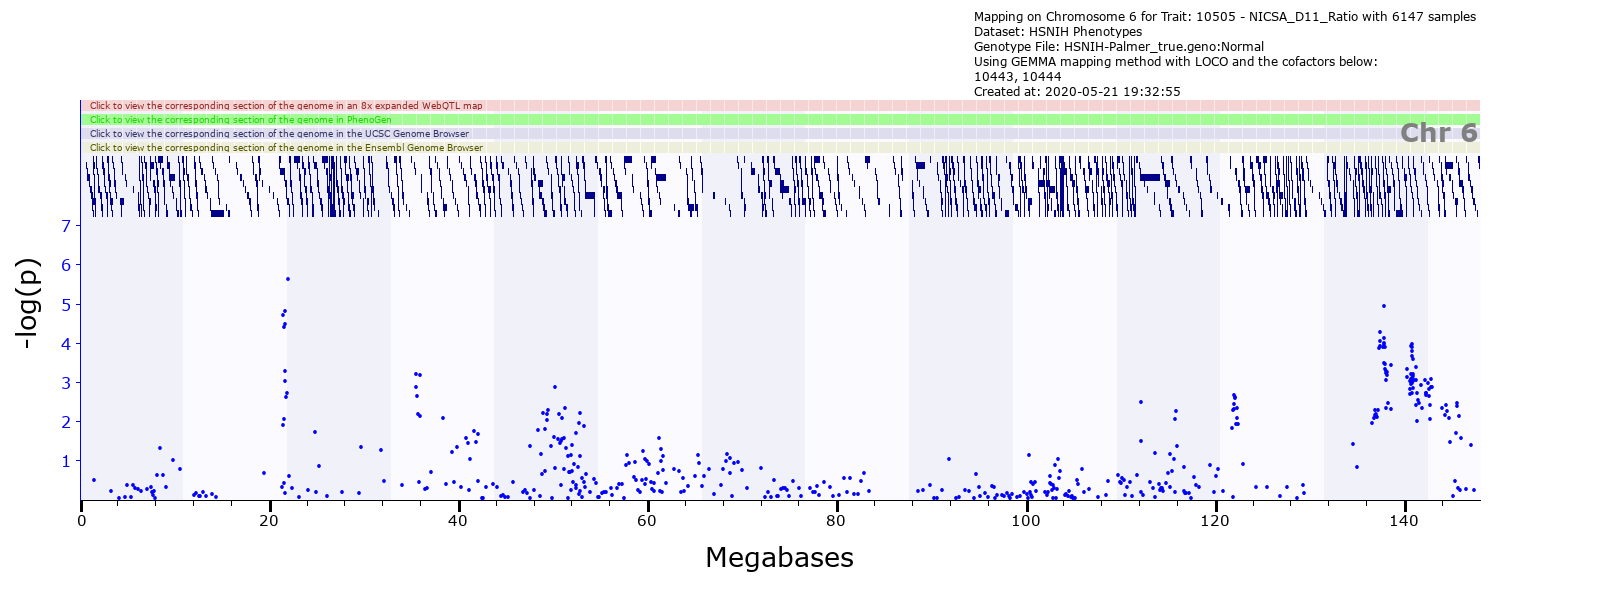 Mapping on Chromosome 6 for Trait: 10505 - NICSA_D11_Ratio with 6147 samples
Dataset: HSNIH Phenotypes
Genotype File: HSNIH-Palmer_true.geno:Normal
Using GEMMA mapping method with LOCO and the cofactors below:
10443, 10444
Created at: 2020-05-21 19:32:55
Click to view the corresponding section of the genome in an 8x expanded WebQTL map
Click to view the corresponding section of the genome in PhenoGen
Click to view the corresponding section of the genome in the UCSC Genome Browser
Click to view the corresponding section of the genome in the Ensembl Genome Browser
Chr 6
7
6
5
4
3
2
1
-log(p)
0 20 40 60 80 100 120 140
Megabases